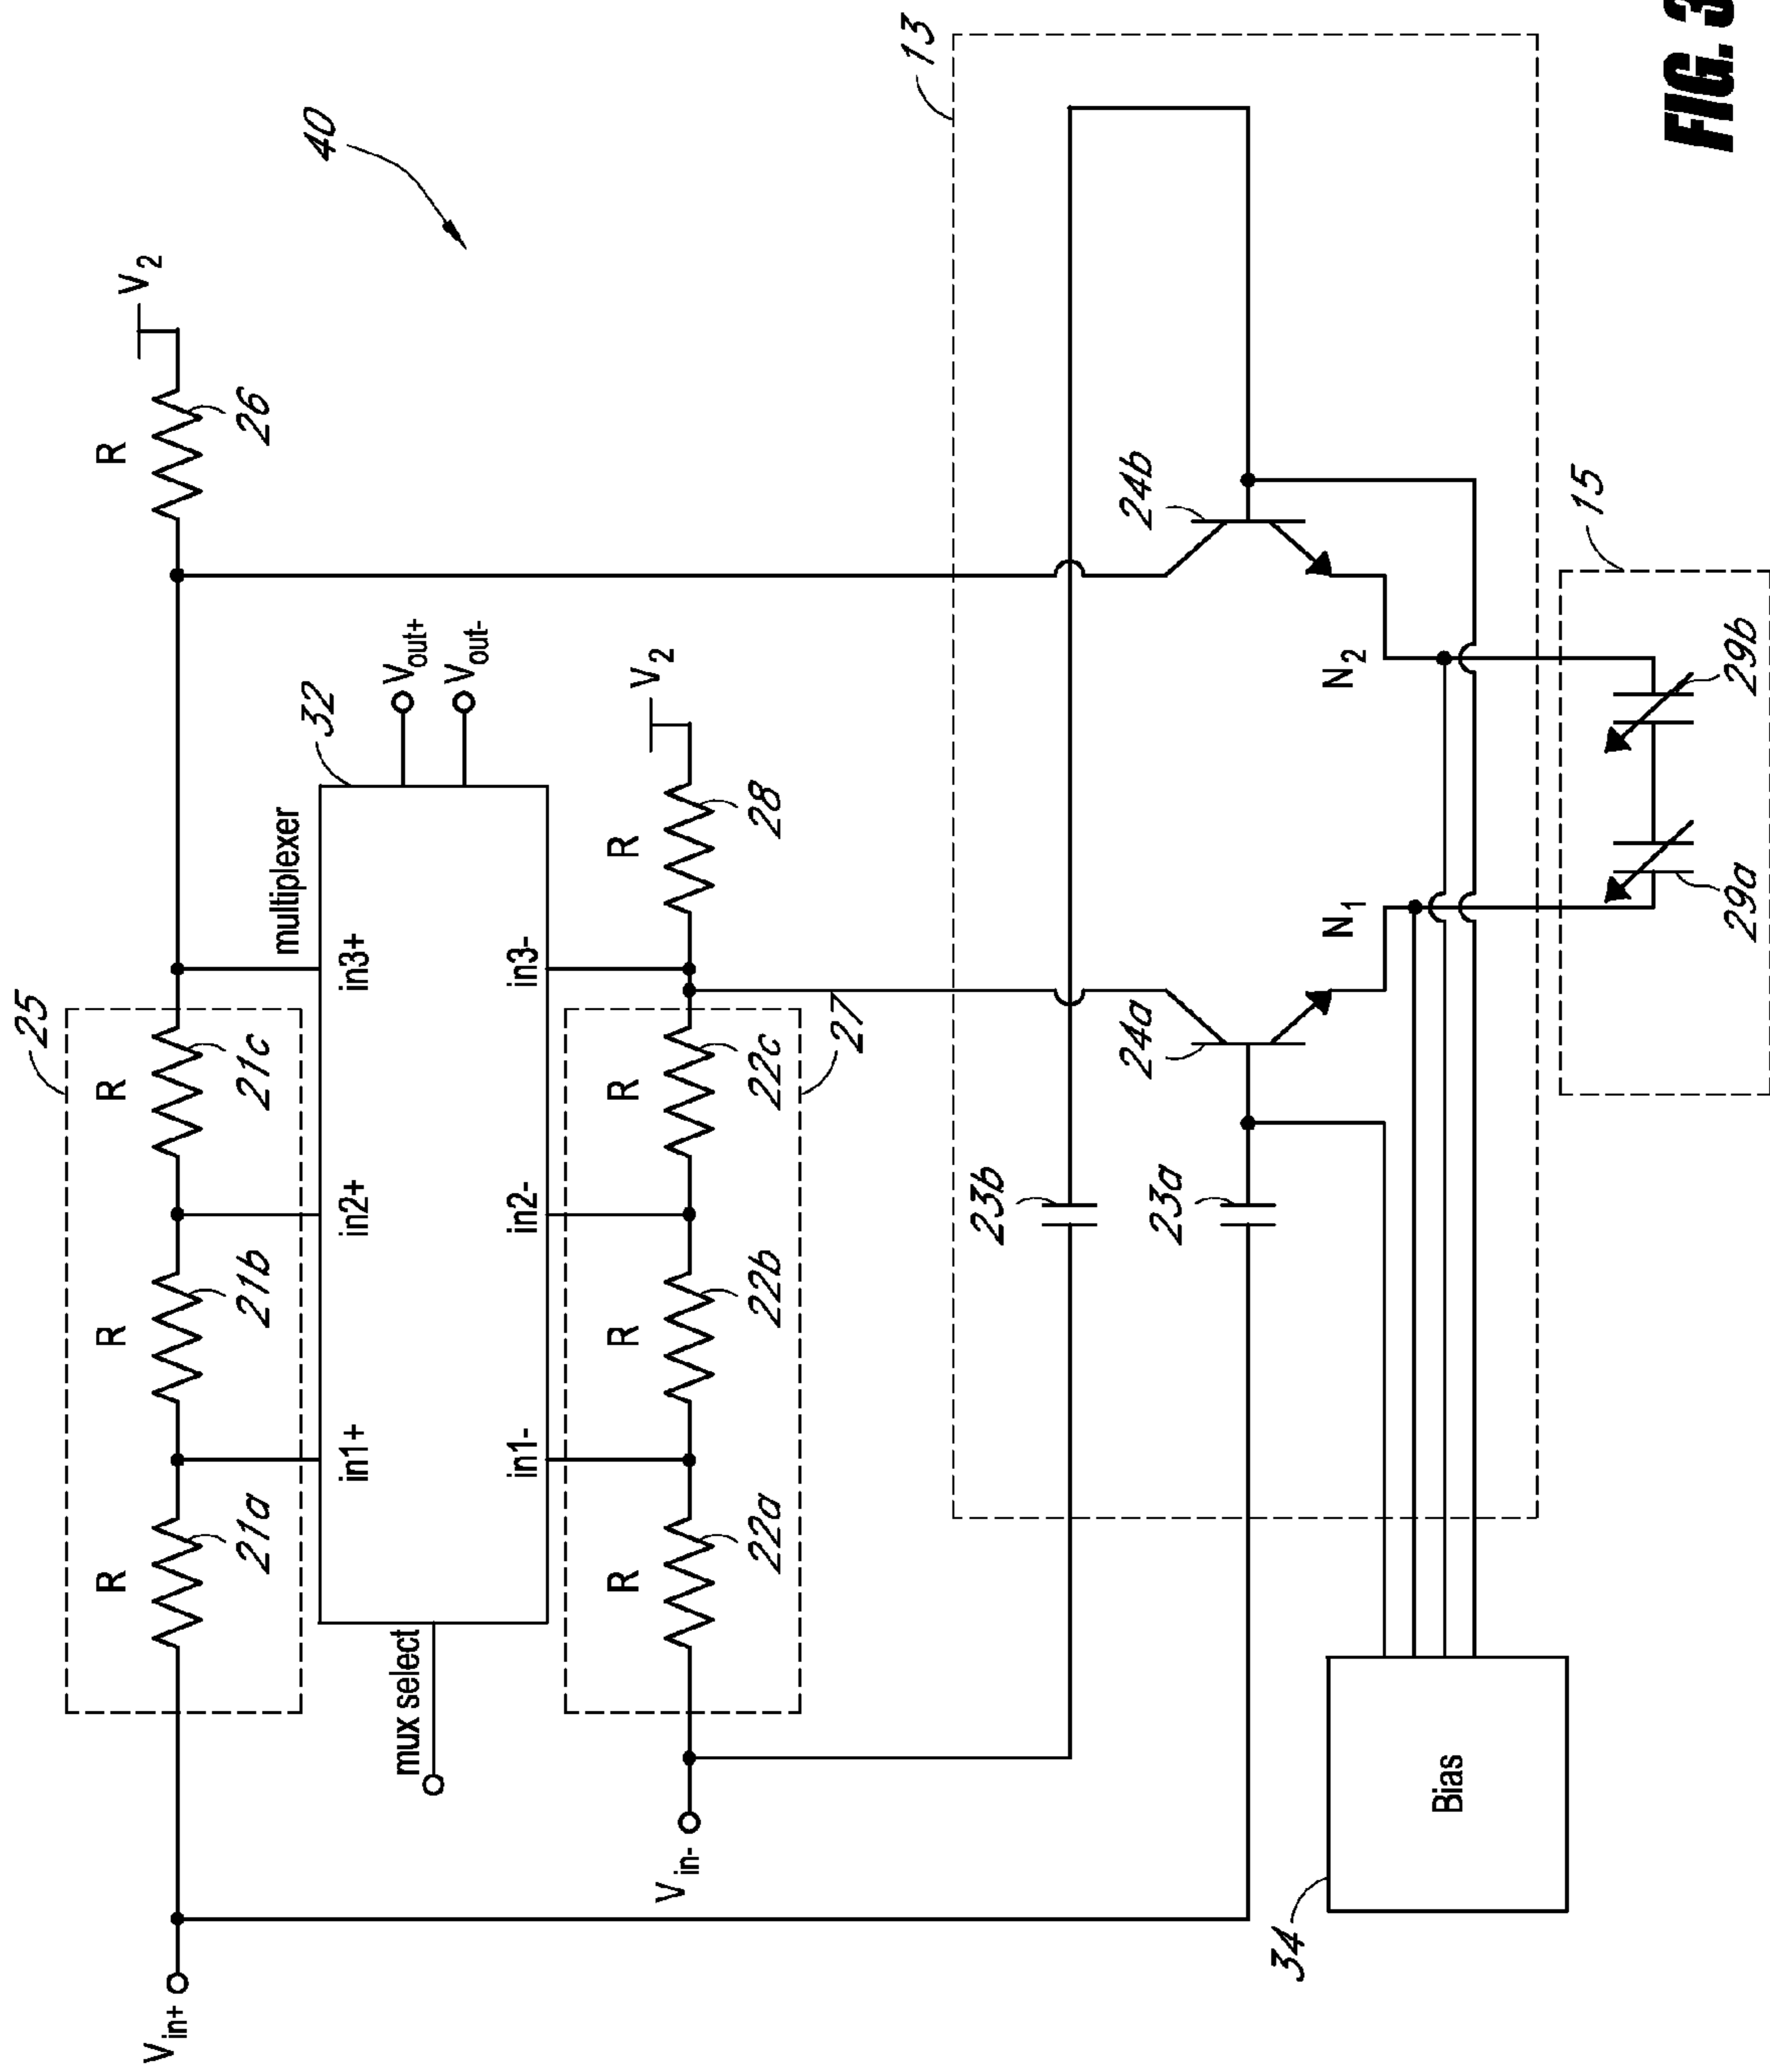 40
V2
R
26
25
R
21a
R
21b
R
21c
Vin+
multiplexer
32
in1+
in2+
in3+
Vout+
Vout-
mux select
in1-
in2-
in3-
V2
R
22a
R
22b
R
22c
R
28
27
Vin-
13
23b
23a
24a
24b
N1
N2
34
Bias
15
29a
29b
FIG. 3